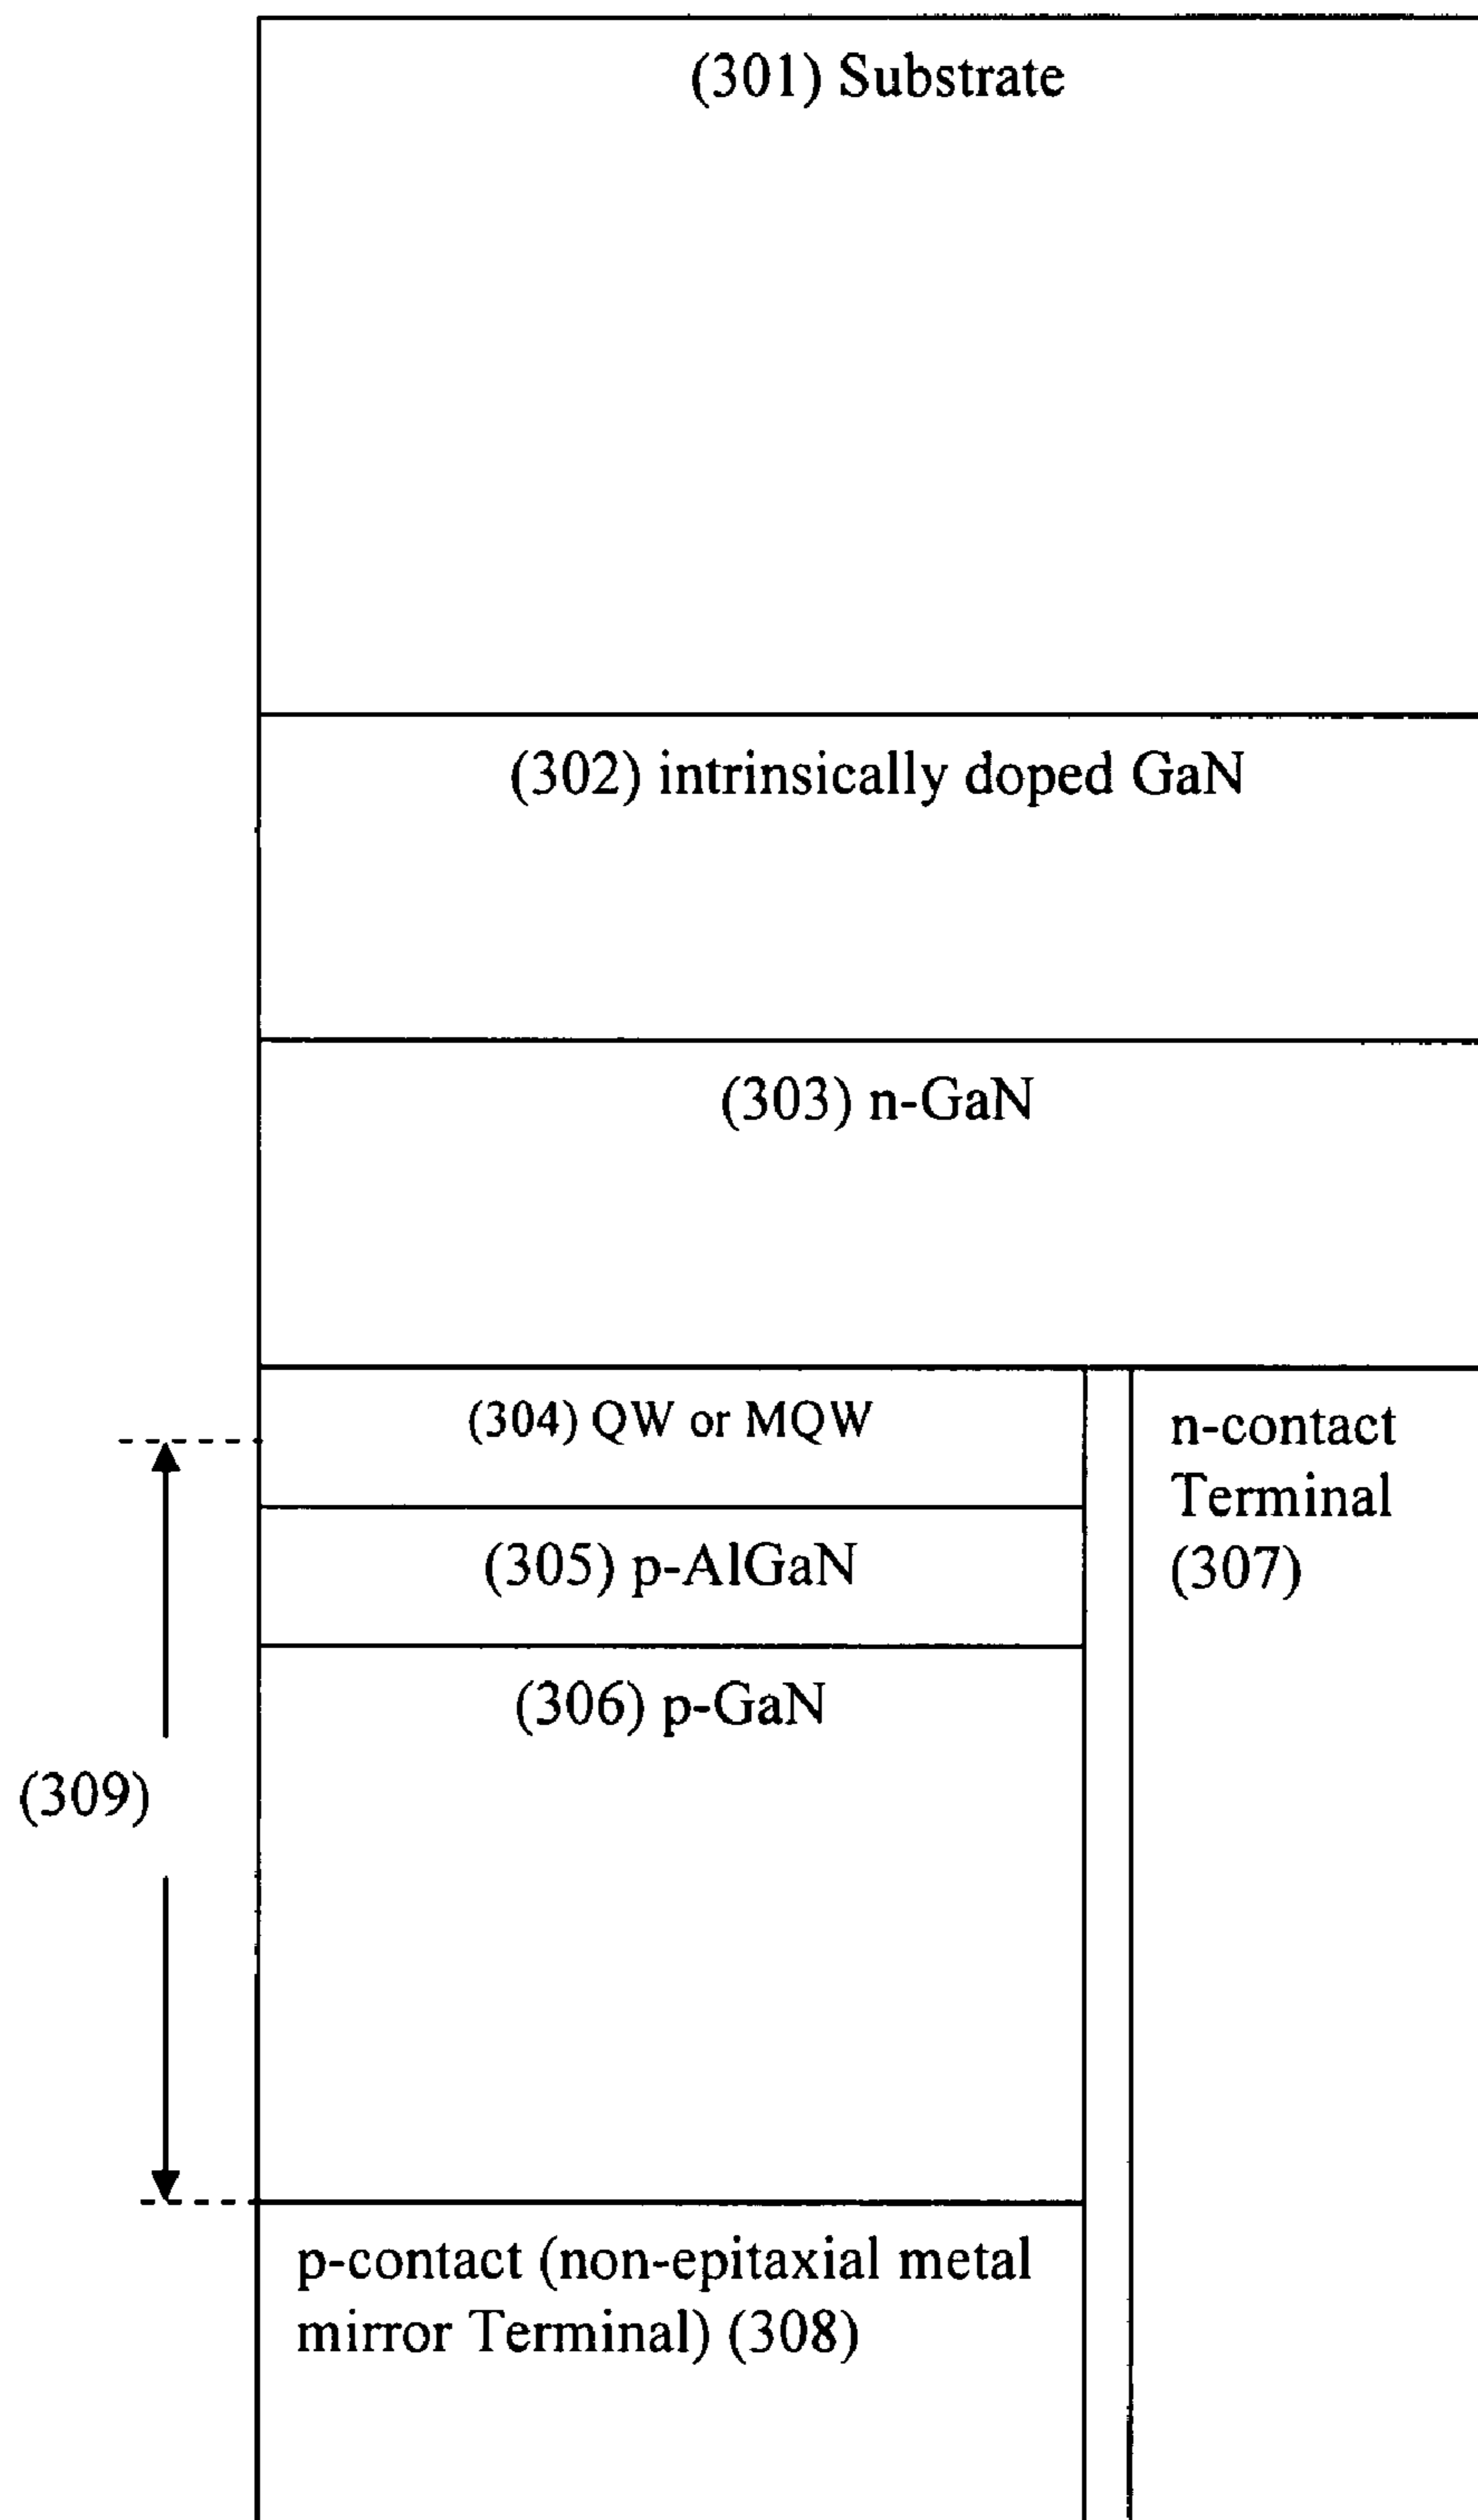 (301) Substrate
(302) intrinsically doped GaN
(303) n-GaN
(304) QW or MQW
n-contact
Terminal
(307)
(305) p-AlGaN
(306) p-GaN
(309)
p-contact (non-epitaxial metal
mirror Terminal) (308)